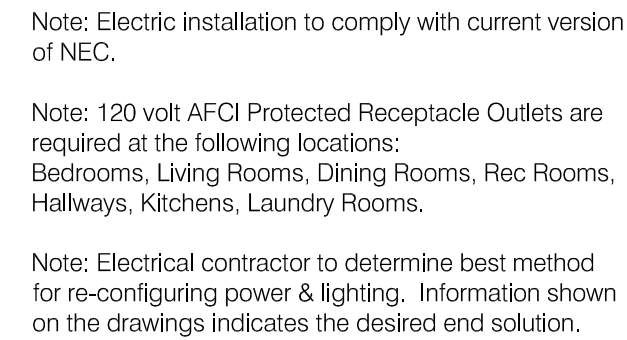 Note: Electric installation to comply with current version
of NEC.
Note: 120 volt AFCI Protected Receptacle Outlets are
required at the following locations:
Bedrooms, Living Rooms, Dining Rooms, Rec Rooms,
Hallways, Kitchens, Laundry Rooms.
Note: Electrical contractor to determine best method
for re-configuring power & lighting.  Information shown
on the drawings indicates the desired end solution.